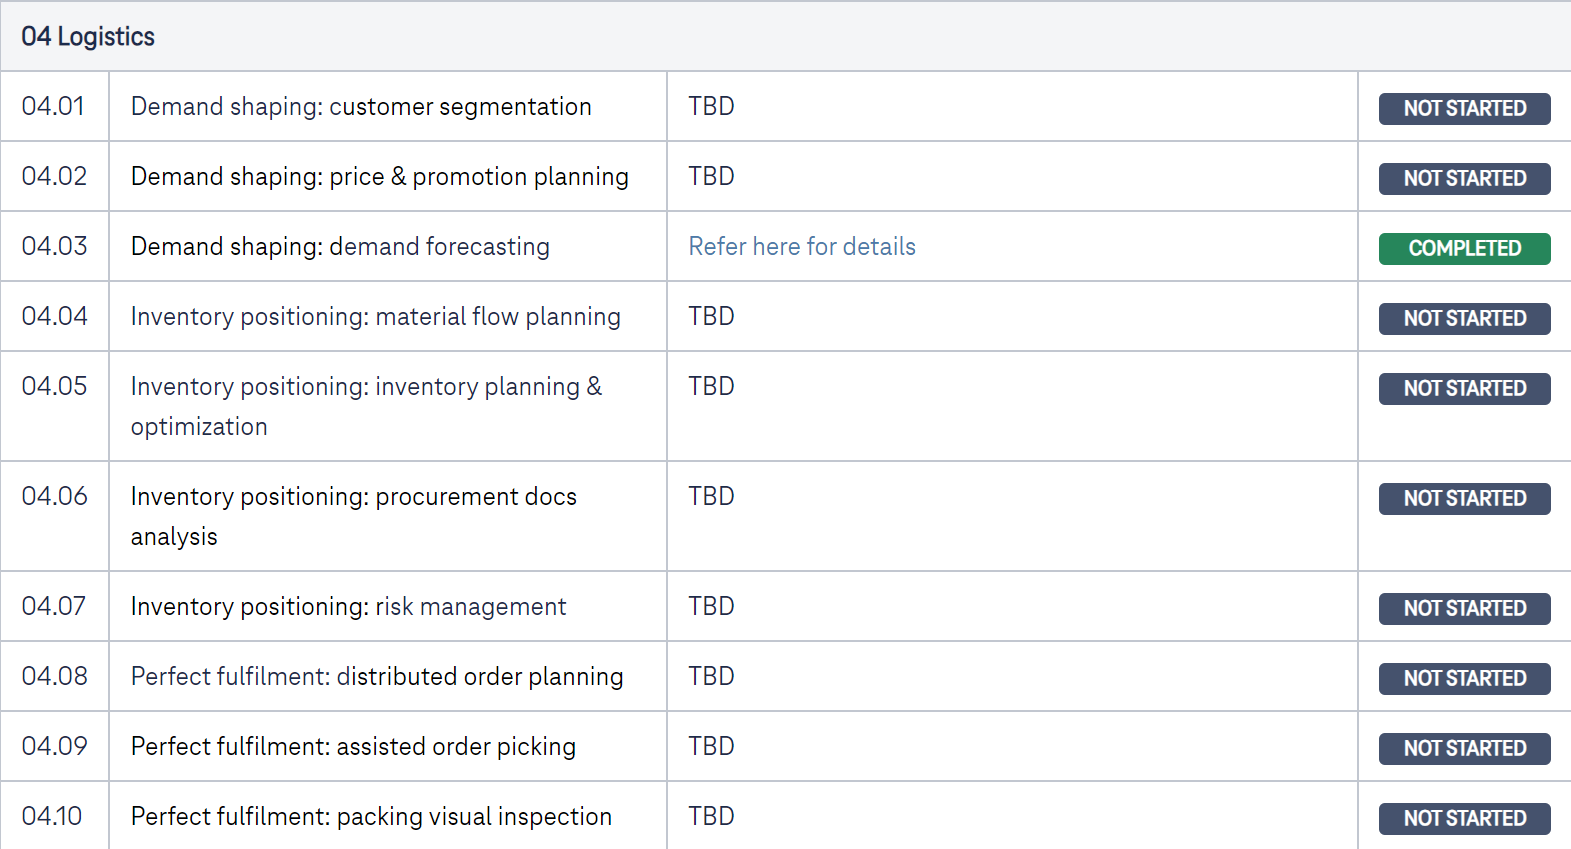 04 Logistics
04.01 Demand shaping: customer segmentation TBD NOT STARTED
04.02 Demand shaping: price & promotion planning TBD NOT STARTED
04.03 Demand shaping: demand forecasting Refer here for details COMPLETED
04.04 Inventory positioning: material flow planning TBD NOT STARTED
04.05 Inventory positioning: inventory planning & TBD NOT STARTED
optimization
04.06 Inventory positioning: procurement docs TBD NOT STARTED
analysis
04.07 Inventory positioning: risk management TBD NOT STARTED
04.08 Perfect fulfilment: distributed order planning TBD NOT STARTED
04.09 Perfect fulfilment: assisted order picking TBD NOT STARTED
04.10 Perfect fulfilment: packing visual inspection TBD NOT STARTED